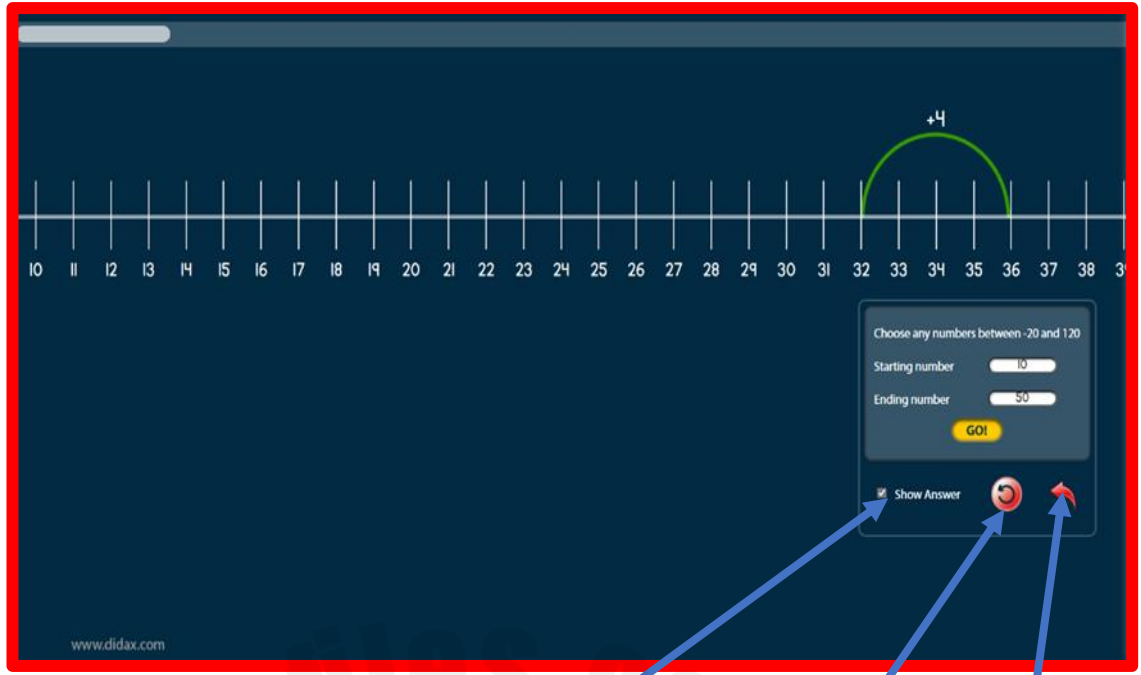 +4
10 11 12 13 14 15 16 17 18 19 20 21 22 23 24 25 26 27 28 29 30 31 32 33 34 35 36 37 38
Choose any numbers between -20 and 120
Starting number 10
Ending number 50
GO!
Show Answer
www.didax.com